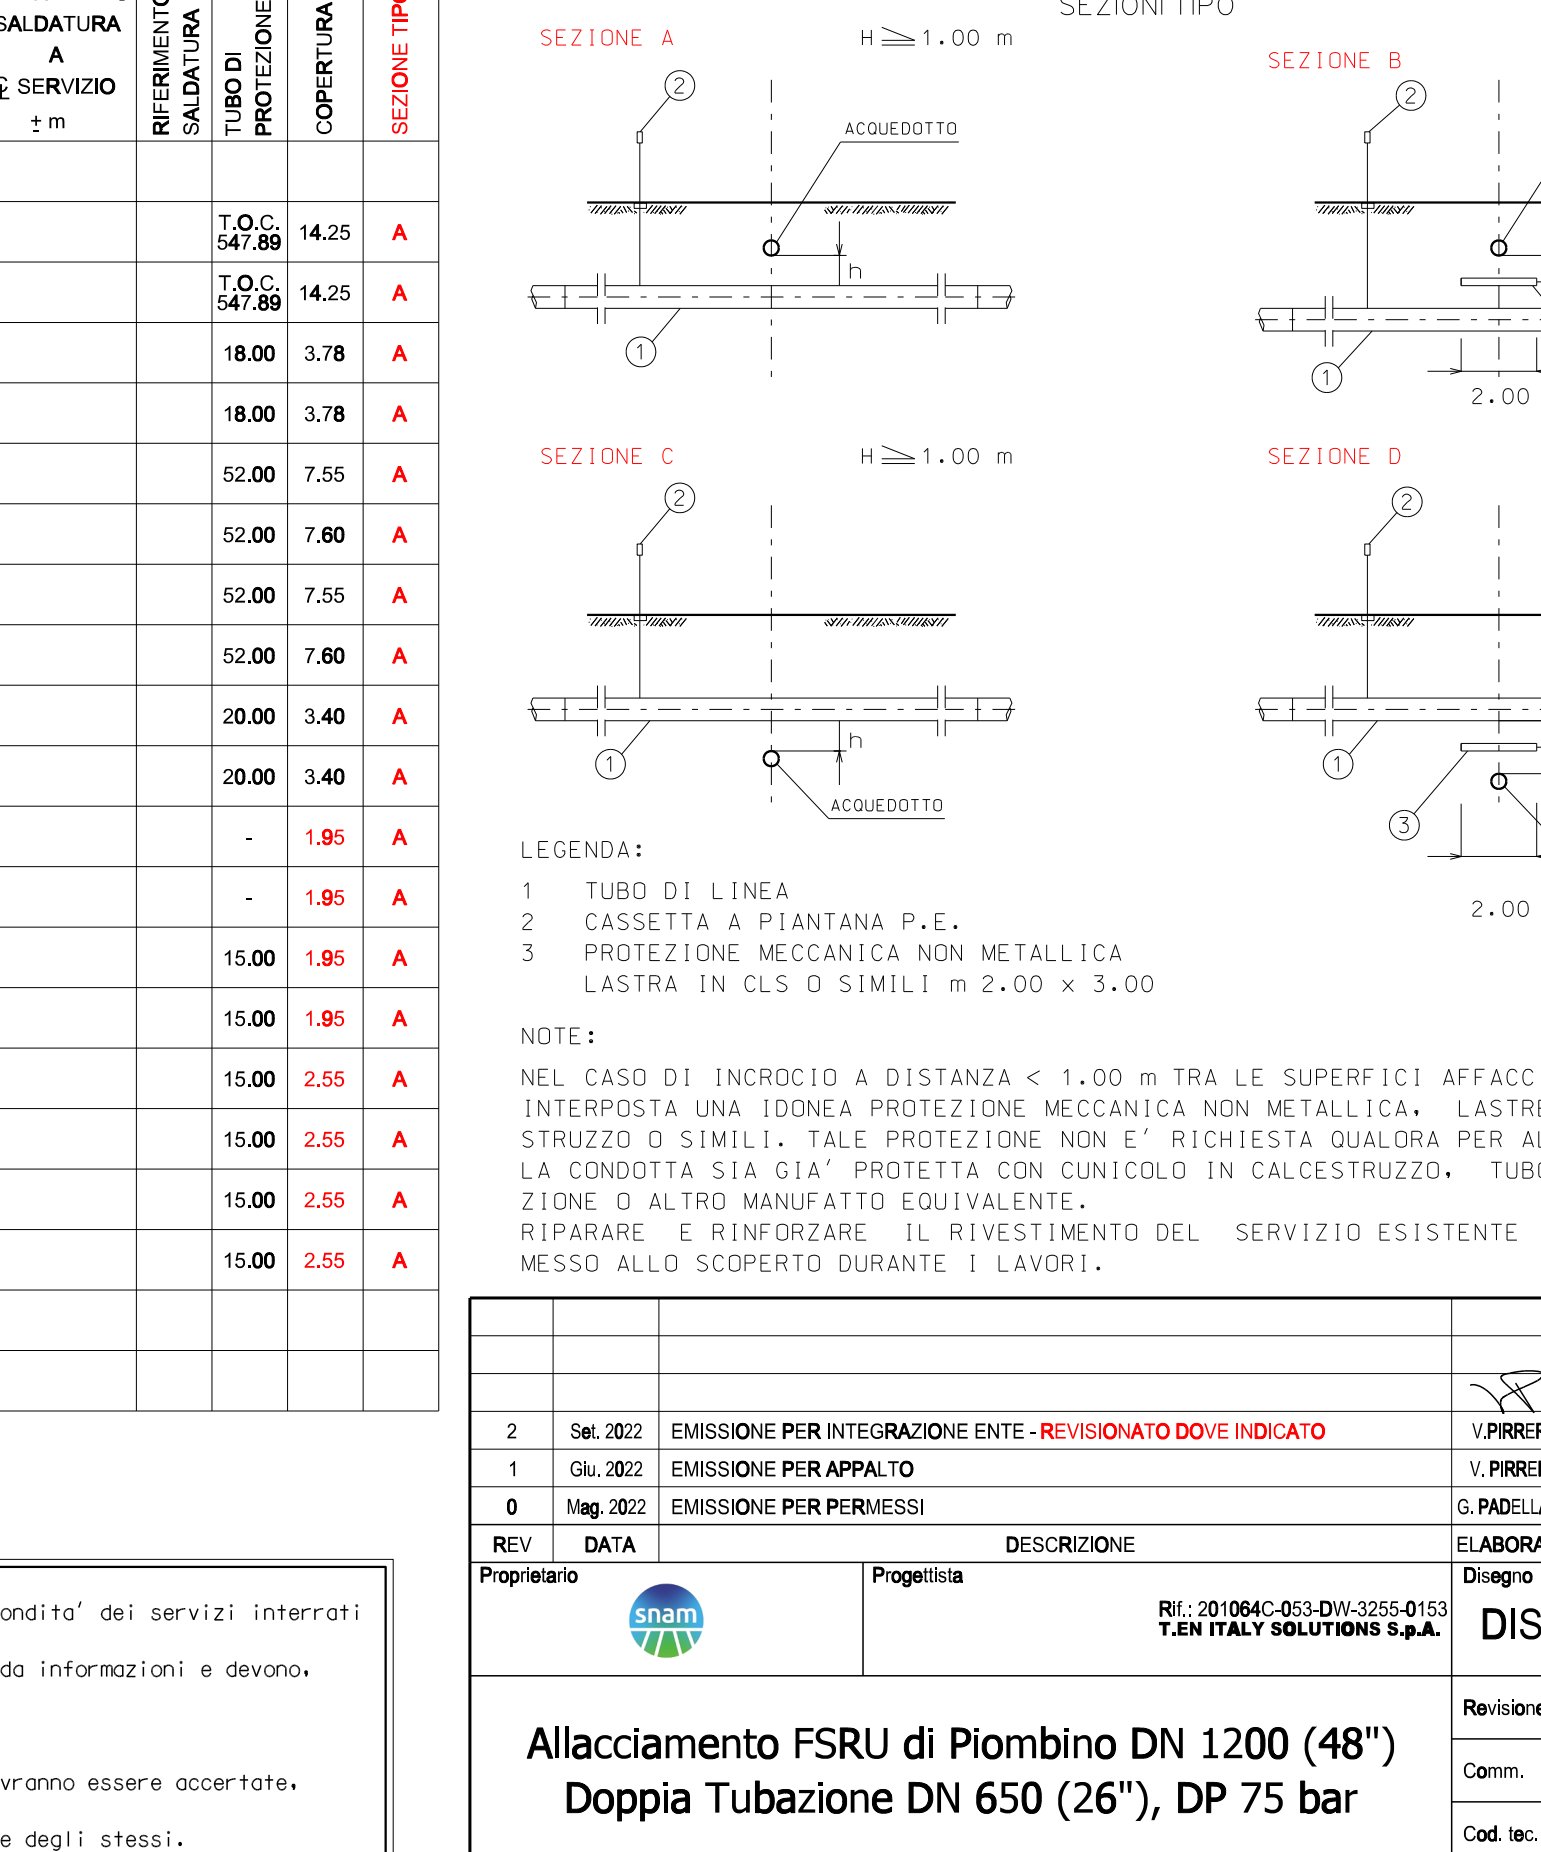 SALDATURA
A
℄ SERVIZIO
± m
RIFERIMENTO
SALDATURA
TUBO DI
PROTEZIONE
COPERTURA
SEZIONE TIPO
T.O.C.
547.89 14.25 A
T.O.C.
547.89 14.25 A
18.00 3.78 A
18.00 3.78 A
52.00 7.55 A
52.00 7.60 A
52.00 7.55 A
52.00 7.60 A
20.00 3.40 A
20.00 3.40 A
- 1.95 A
- 1.95 A
15.00 1.95 A
15.00 1.95 A
15.00 2.55 A
15.00 2.55 A
15.00 2.55 A
15.00 2.55 A
SEZIONI TIPO
SEZIONE A H ≥ 1.00 m
2
ACQUEDOTTO
h
1
SEZIONE B
2
1
2.00
SEZIONE C H ≥ 1.00 m
2
h
1
ACQUEDOTTO
SEZIONE D
2
1
3
2.00
LEGENDA:
1 TUBO DI LINEA
2 CASSETTA A PIANTANA P.E.
3 PROTEZIONE MECCANICA NON METALLICA
LASTRA IN CLS O SIMILI m 2.00 x 3.00
NOTE:
NEL CASO DI INCROCIO A DISTANZA < 1.00 m TRA LE SUPERFICI AFFACC
INTERPOSTA UNA IDONEA PROTEZIONE MECCANICA NON METALLICA, LASTRE
STRUZZO O SIMILI. TALE PROTEZIONE NON E' RICHIESTA QUALORA PER AL
LA CONDOTTA SIA GIA' PROTETTA CON CUNICOLO IN CALCESTRUZZO, TUBO
ZIONE O ALTRO MANUFATTO EQUIVALENTE.
RIPARARE E RINFORZARE IL RIVESTIMENTO DEL SERVIZIO ESISTENTE
MESSO ALLO SCOPERTO DURANTE I LAVORI.
2 Set. 2022 EMISSIONE PER INTEGRAZIONE ENTE - REVISIONATO DOVE INDICATO V.PIRRE
1 Giu. 2022 EMISSIONE PER APPALTO V. PIRRE
0 Mag. 2022 EMISSIONE PER PERMESSI G. PADELL
REV DATA DESCRIZIONE ELABORA
Proprietario
snam
Progettista
Rif.: 201064C-053-DW-3255-0153
T.EN ITALY SOLUTIONS S.p.A.
Disegno
DIS
Allacciamento FSRU di Piombino DN 1200 (48")
Doppia Tubazione DN 650 (26"), DP 75 bar
Revisione
Comm.
Cod. tec.
ondita' dei servizi interrati
da informazioni e devono,
vranno essere accertate,
e degli stessi.